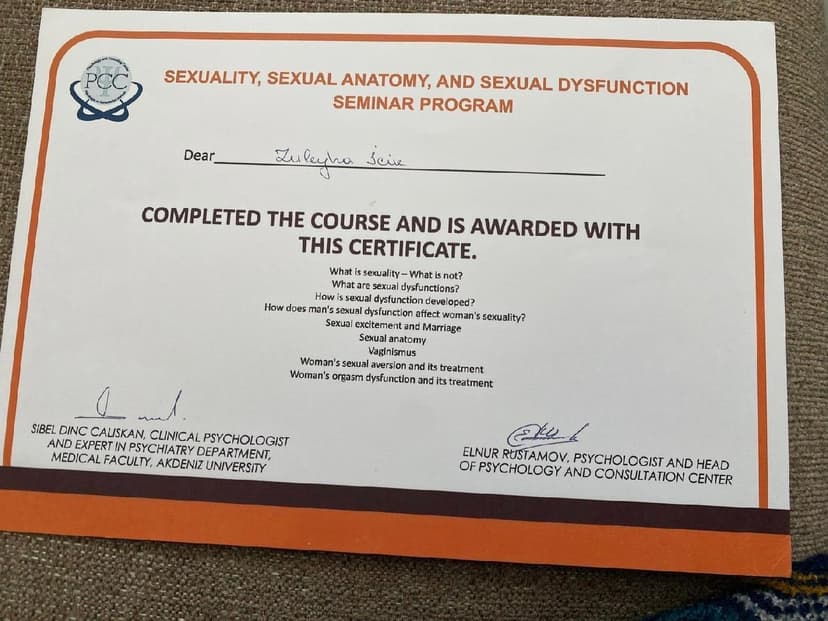 PCC
SEXUALITY, SEXUAL ANATOMY, AND SEXUAL DYSFUNCTION
SEMINAR PROGRAM
Dear Zuleyha
COMPLETED THE COURSE AND IS AWARDED WITH
THIS CERTIFICATE.
What is sexuality – What is not?
What are sexual dysfunctions?
How is sexual dysfunction developed?
How does man's sexual dysfunction affect woman's sexuality?
Sexual excitement and Marriage
Sexual anatomy
Vaginismus
Woman's sexual aversion and its treatment
Woman's orgasm dysfunction and its treatment
SIBEL DINC CALISKAN, CLINICAL PSYCHOLOGIST
AND EXPERT IN PSYCHIATRY DEPARTMENT,
MEDICAL FACULTY, AKDENIZ UNIVERSITY
ELNUR RUSTAMOV, PSYCHOLOGIST AND HEAD
OF PSYCHOLOGY AND CONSULTATION CENTER